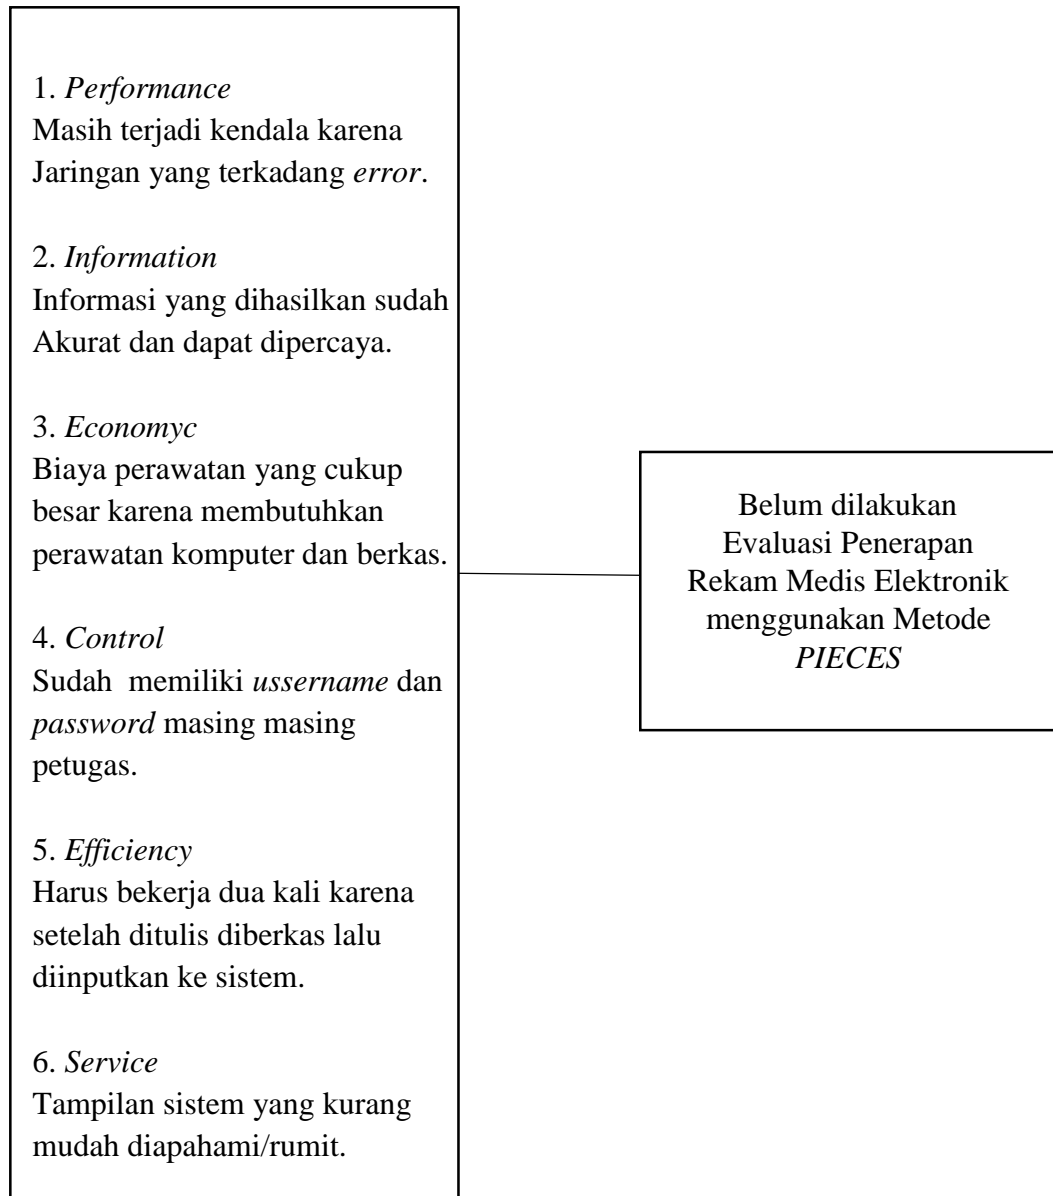 1. Performance
Masih terjadi kendala karena
Jaringan yang terkadang error.
2. Information
Informasi yang dihasilkan sudah
Akurat dan dapat dipercaya.
3. Economyc
Biaya perawatan yang cukup
besar karena membutuhkan
perawatan komputer dan berkas.
4. Control
Sudah memiliki ussername dan
password masing masing
petugas.
5. Efficiency
Harus bekerja dua kali karena
setelah ditulis diberkas lalu
diinputkan ke sistem.
6. Service
Tampilan sistem yang kurang
mudah diapahami/rumit.
Belum dilakukan
Evaluasi Penerapan
Rekam Medis Elektronik
menggunakan Metode
PIECES